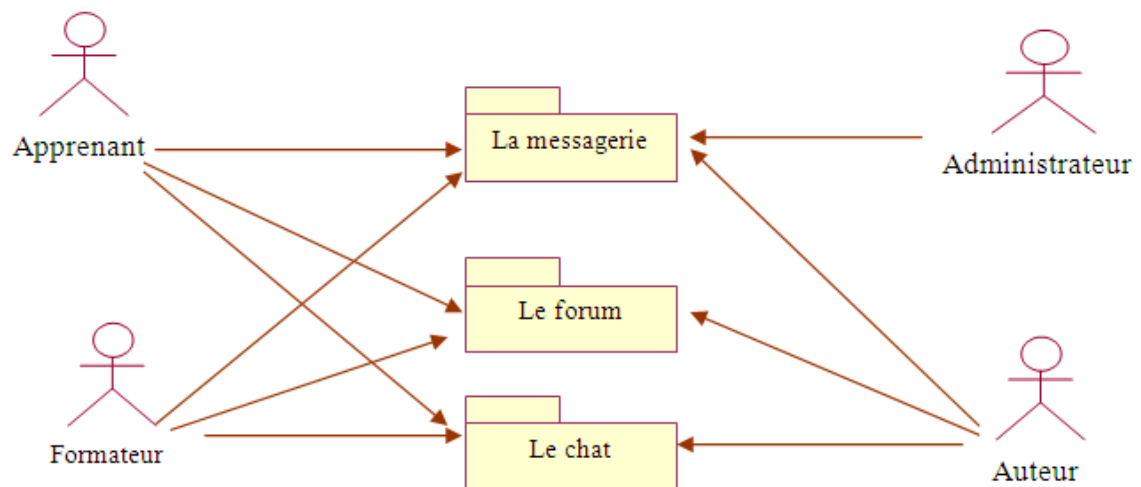 Apprenant
La messagerie
Administrateur
Le forum
Formateur
Le chat
Auteur